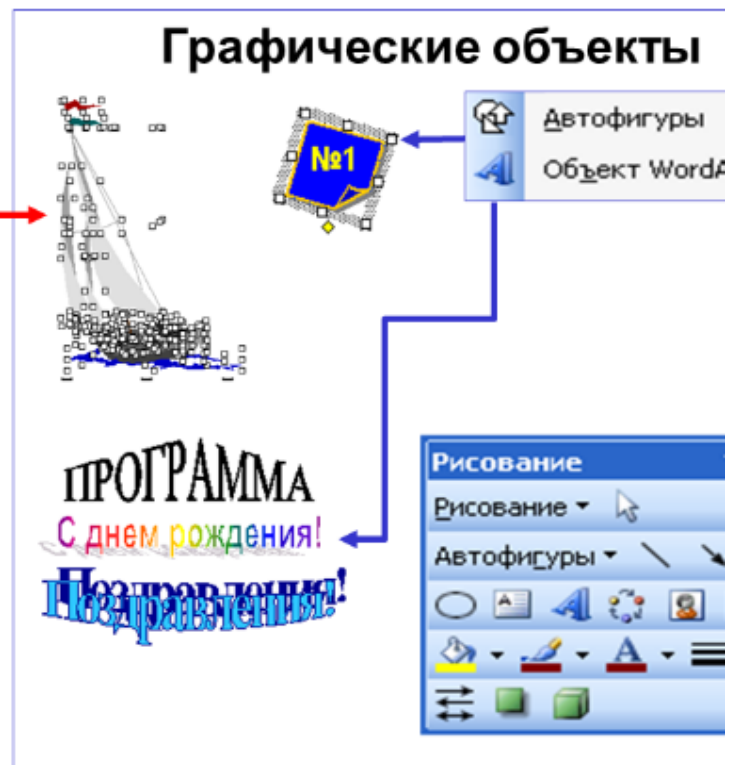 Графические объекты
№1
Автофигуры
Объект WordA
ПРОГРАММА
С днем рождения!
Поздравления!
Рисование
Рисование
Автофигуры
A
A